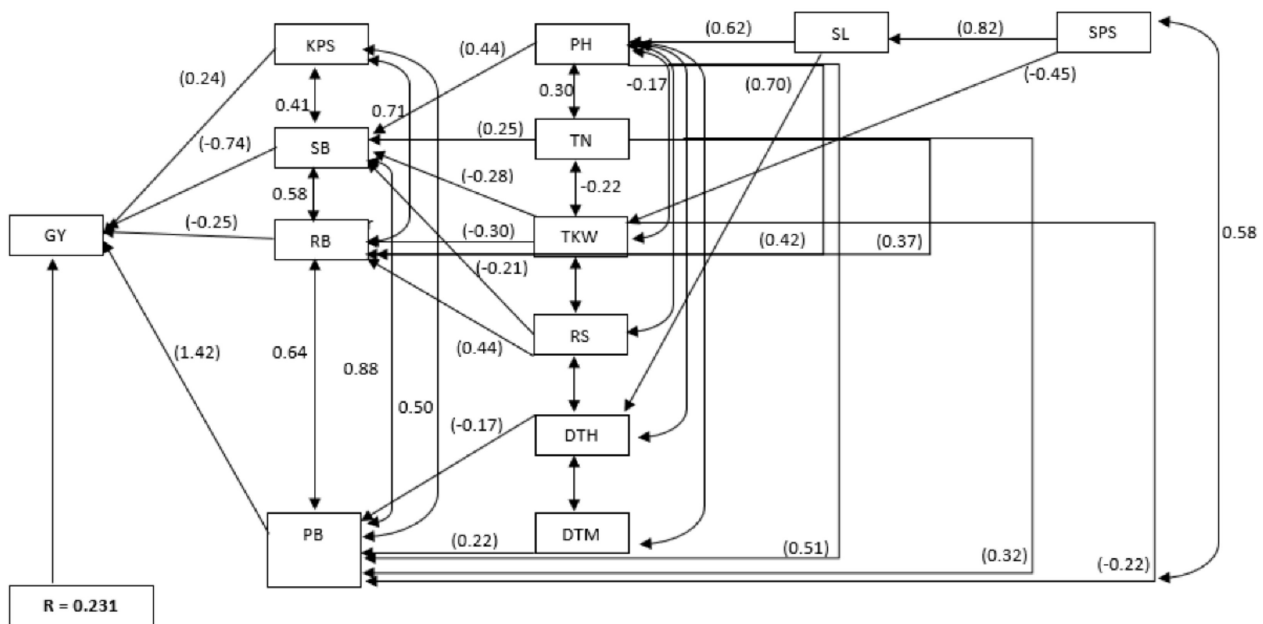 KPS
PH
(0.62)
SL
(0.82)
SPS
(0.24)
(0.44)
-0.17
(0.70)
(-0.45)
0.41
0.71
0.30
SB
(0.25)
TN
(-0.74)
(-0.28)
-0.22
0.58
GY
(-0.25)
RB
(-0.30)
TKW
(0.42)
(0.37)
0.58
(-0.21)
RS
(1.42)
0.64
0.88
(0.44)
0.50
(-0.17)
DTH
PB
(0.22)
DTM
(0.51)
(0.32)
(-0.22)
R = 0.231